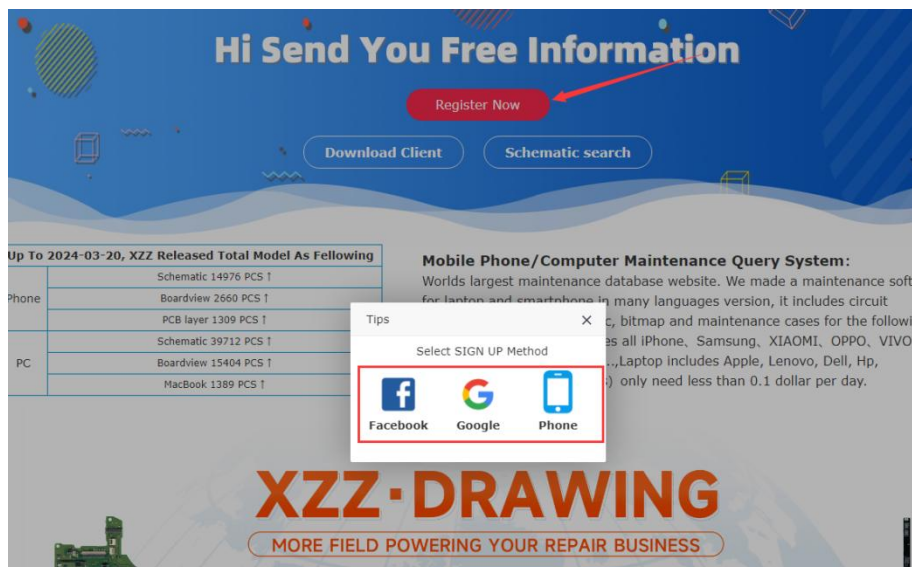 Hi Send You Free Information
Register Now
Download Client
Schematic search
Up To 2024-03-20, XZZ Released Total Model As Fellowing
Phone
Schematic 14976 PCS ↑
Boardview 2660 PCS ↑
PCB layer 1309 PCS ↑
PC
Schematic 39712 PCS ↑
Boardview 15404 PCS ↑
MacBook 1389 PCS ↑
Mobile Phone/Computer Maintenance Query System:
Worlds largest maintenance database website. We made a maintenance soft
for laptop and smartphone in many languages version, it includes circuit
c, bitmap and maintenance cases for the followi
es all iPhone, Samsung、XIAOMI、OPPO、VIVO
..,Laptop includes Apple, Lenovo, Dell, Hp,
s) only need less than 0.1 dollar per day.
Tips
Select SIGN UP Method
Facebook
Google
Phone
XZZ·DRAWING
MORE FIELD POWERING YOUR REPAIR BUSINESS